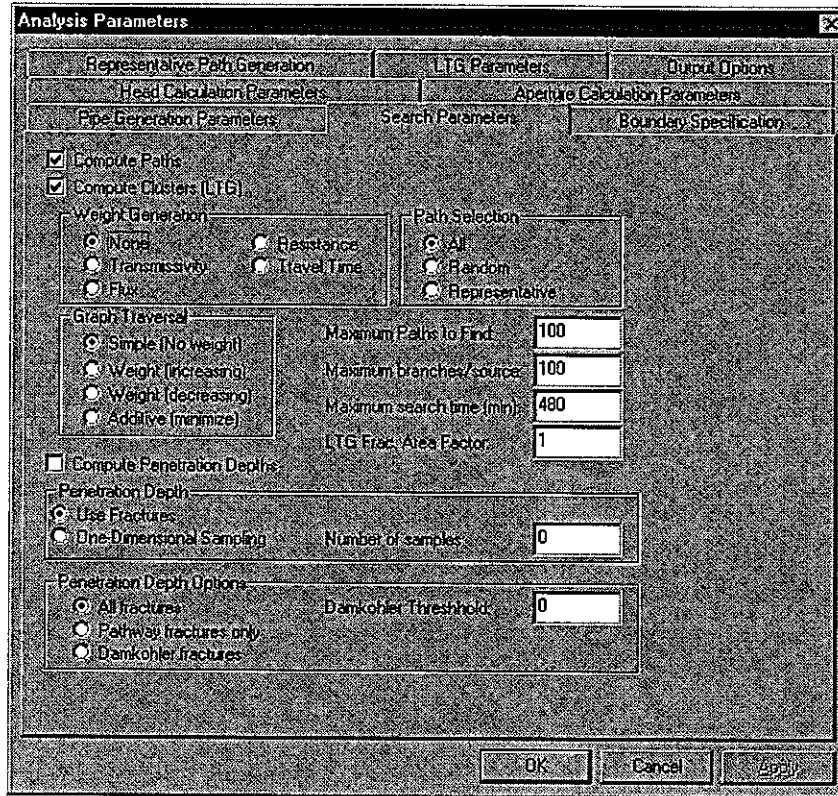 Analysis Parameters
Representative Path Generation LTG Parameters Output Options
Head Calculation Parameters Aperture Calculation Parameters
Pipe Generation Parameters Search Parameters Boundary Specification
Compute Paths
Compute Clusters (LTG)
Weight Generation Path Selection
None Resistance All
Transmissivity Travel Time Random
Flux Representative
Graph Traversal
Simple (No weight) Maximum Paths to Find: 100
Weight (increasing) Maximum branches/source: 100
Weight (decreasing) Maximum search time (min): 480
Additive (minimize)
LTG Frac. Area Factor: 1
Compute Penetration Depths
Penetration Depth
Use Fractures
One-Dimensional Sampling Number of samples 0
Penetration Depth Options
All fractures Damkohler Threshhold: 0
Pathway fractures only
Damkohler fractures
OK Cancel Apply